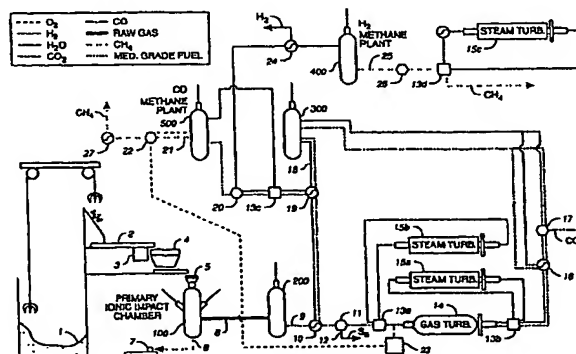 O2
H2
H2O
CO2
CO
RAW GAS
CH4
MED. GRADE FUEL
H2
24
H2
METHANE
PLANT
400
25
26
13d
STEAM TURB.
15c
CH4
CO
METHANE
PLANT
500
300
CH4
27
22
21
18
20
13c
19
17
CO2
16
2
3
4
5
1
PRIMARY
IONIC IMPACT
CHAMBER
100
200
7
6
8
9
10
11
12
15b
STEAM TURB.
15a
STEAM TURB.
13a
14
GAS TURB.
13b
23